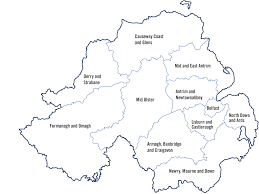 Causeway Coast
and Glens
Mid and East Antrim
Derry and
Strabane
Antrim and
Newtownabbey
Mid Ulster
Belfast
North Down
and Ards
Lisburn and
Castlereagh
Fermanagh and Omagh
Armagh, Banbridge
and Craigavon
Newry, Mourne and Down